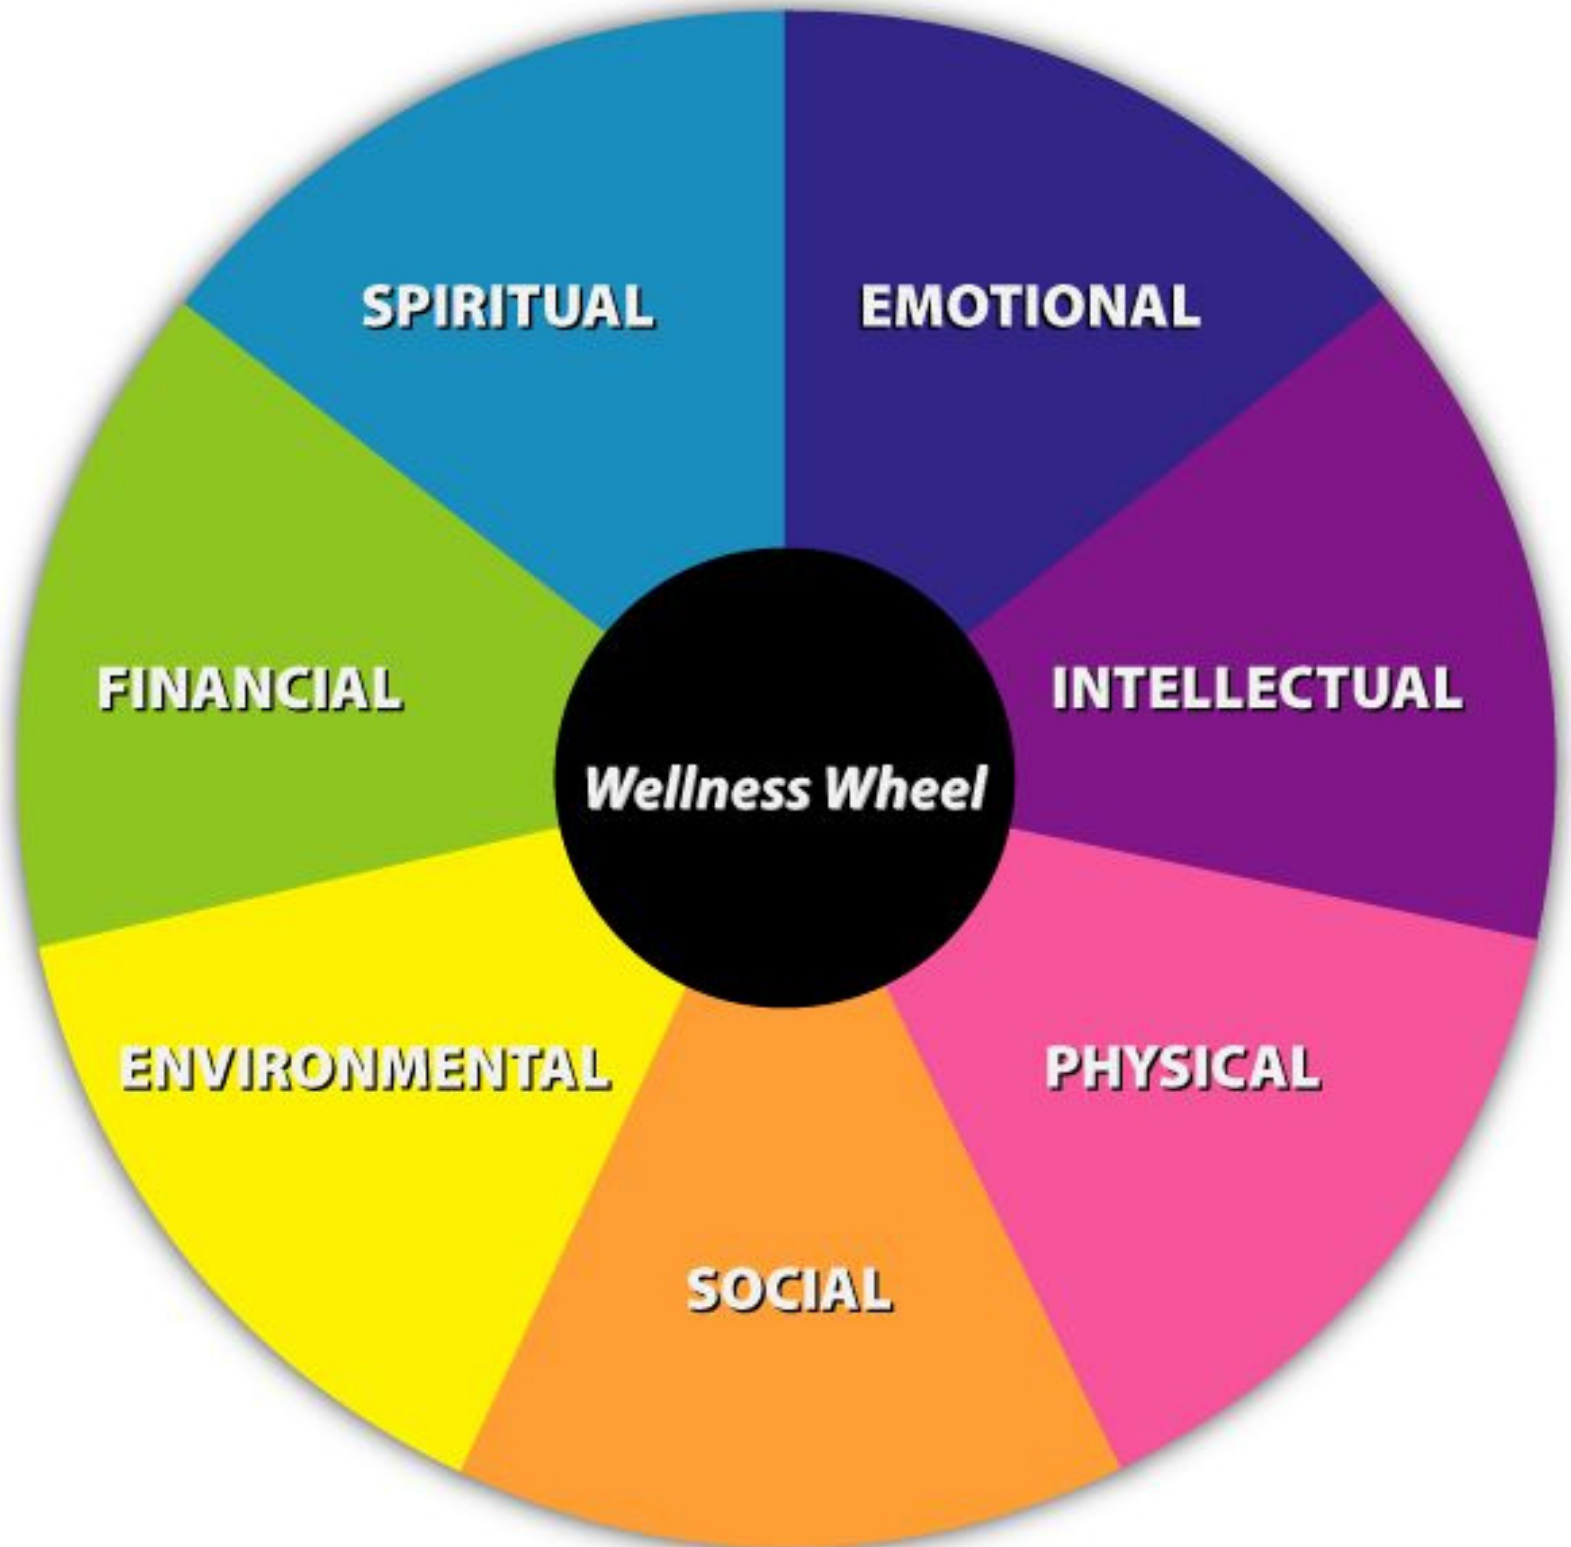 SPIRITUAL
EMOTIONAL
FINANCIAL
INTELLECTUAL
Wellness Wheel
ENVIRONMENTAL
PHYSICAL
SOCIAL